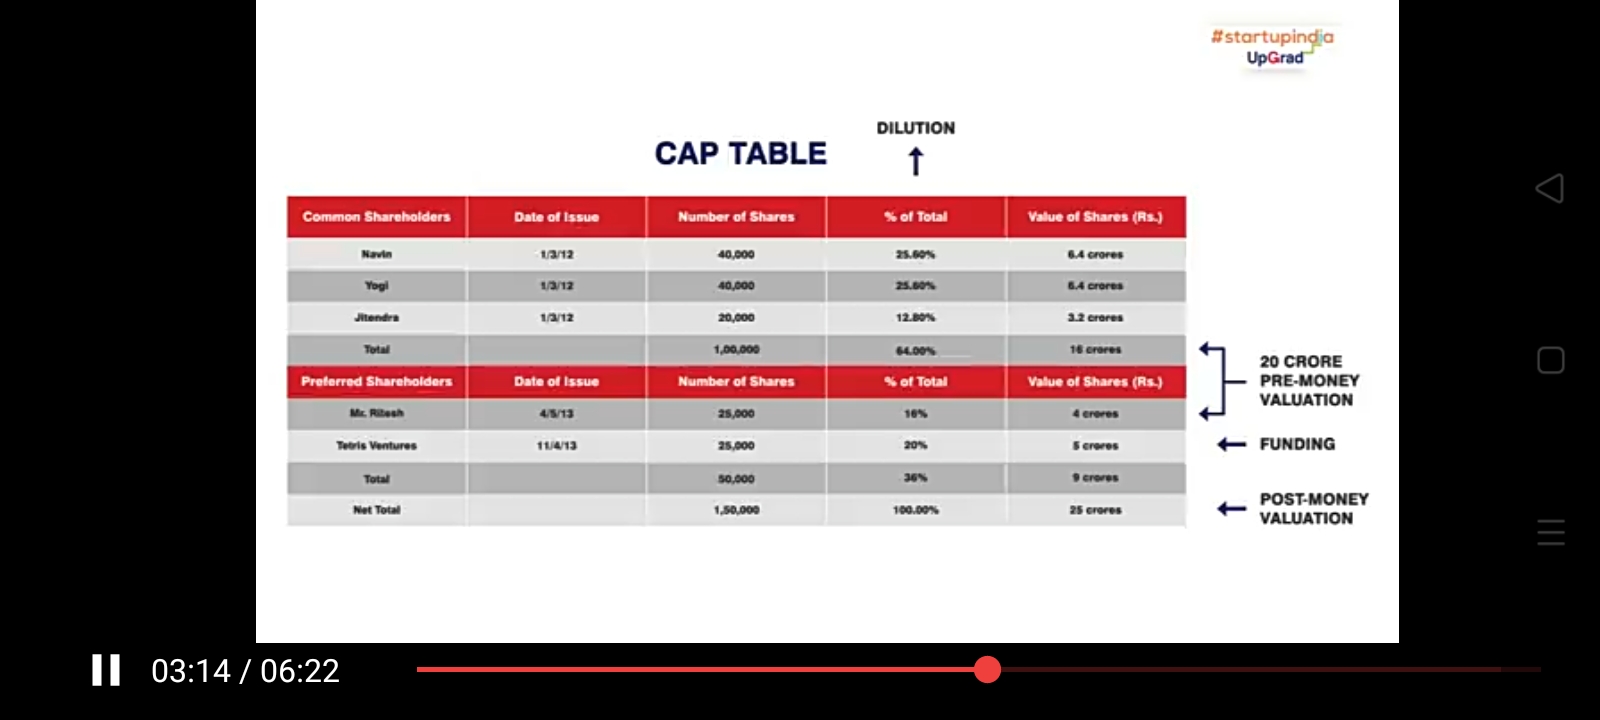 #startupindia
UpGrad
DILUTION
CAP TABLE
Common Shareholders Date of Issue Number of Shares % of Total Value of Shares (Rs.)
Navin 1/3/12 40,000 25.60% 6.4 crores
Yogi 1/3/12 40,000 25.60% 6.4 crores
Jitendra 1/3/12 20,000 12.80% 3.2 crores
Total 1,00,000 64.00% 16 crores
Preferred Shareholders Date of Issue Number of Shares % of Total Value of Shares (Rs.)
Mr. Ritesh 4/5/13 25,000 16% 4 crores
Tetris Ventures 11/4/13 25,000 20% 5 crores
Total 50,000 36% 9 crores
Net Total 1,50,000 100.00% 25 crores
20 CRORE
PRE-MONEY
VALUATION
FUNDING
POST-MONEY
VALUATION
03:14 / 06:22